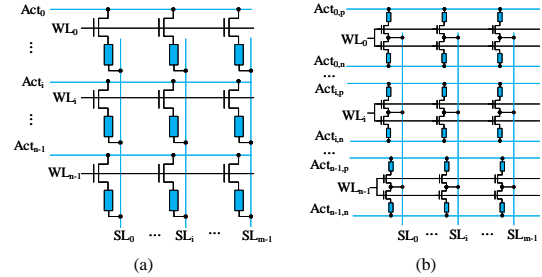 Act0
WL0
...
Acti
WLi
...
Actn-1
WLn-1
SL0 ... SLi ... SLm-1
(a)
Act0,p
WL0
Act0,n
...
Acti,p
WLi
Acti,n
...
Actn-1,p
WLn-1
Actn-1,n
SL0 ... SLi ... SLm-1
(b)